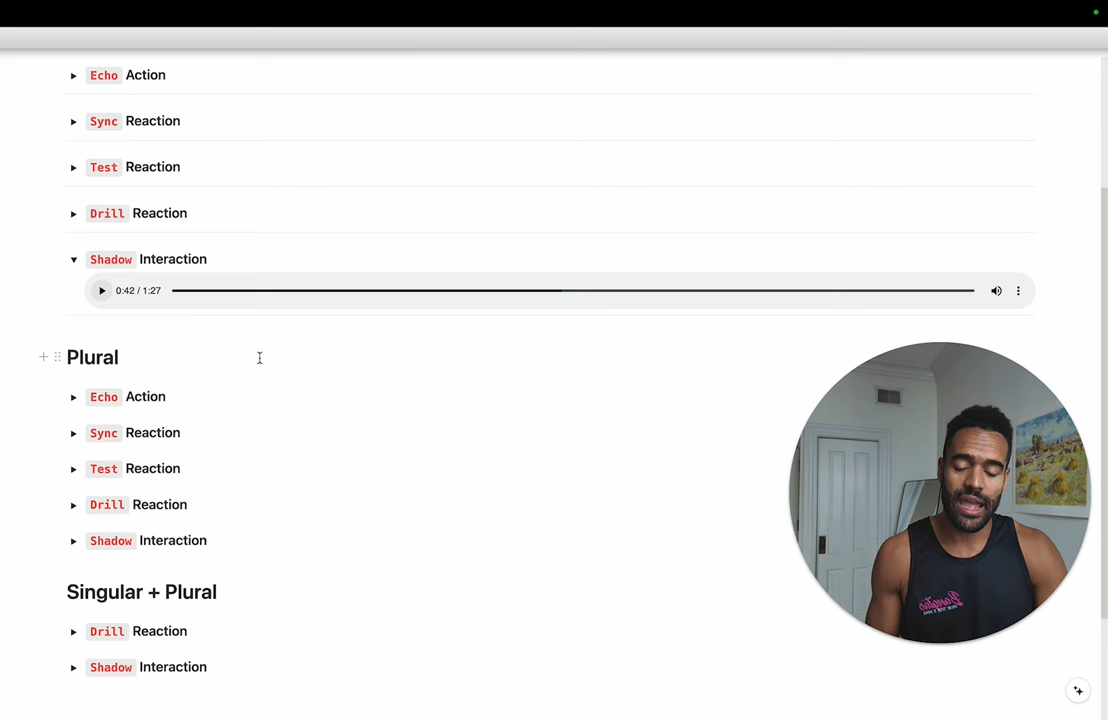 Echo Action
Sync Reaction
Test Reaction
Drill Reaction
Shadow Interaction
0:42 / 1:27
Plural
Echo Action
Sync Reaction
Test Reaction
Drill Reaction
Shadow Interaction
Singular + Plural
Drill Reaction
Shadow Interaction